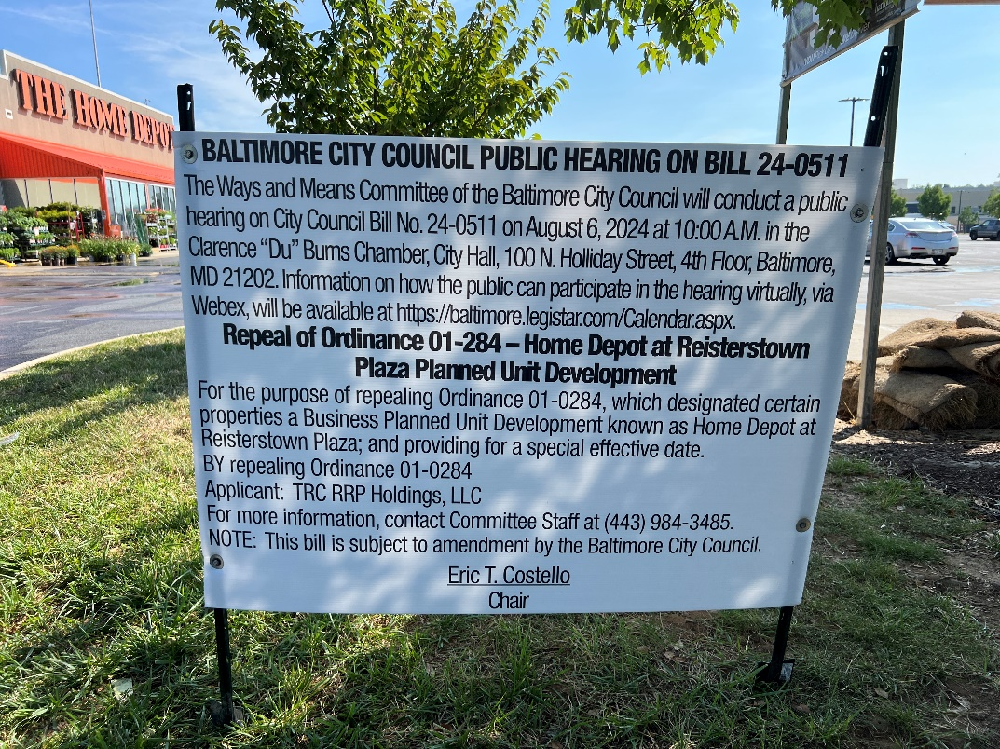 THE HOME DEPOT
BALTIMORE CITY COUNCIL PUBLIC HEARING ON BILL 24-0511
The Ways and Means Committee of the Baltimore City Council will conduct a public
hearing on City Council Bill No. 24-0511 on August 6, 2024 at 10:00 A.M. in the
Clarence “Du” Burns Chamber, City Hall, 100 N. Holliday Street, 4th Floor, Baltimore,
MD 21202. Information on how the public can participate in the hearing virtually, via
Webex, will be available at https://baltimore.legistar.com/Calendar.aspx.
Repeal of Ordinance 01-284 – Home Depot at Reisterstown
Plaza Planned Unit Development
For the purpose of repealing Ordinance 01-0284, which designated certain
properties a Business Planned Unit Development known as Home Depot at
Reisterstown Plaza; and providing for a special effective date.
BY repealing Ordinance 01-0284
Applicant: TRC RRP Holdings, LLC
For more information, contact Committee Staff at (443) 984-3485.
NOTE: This bill is subject to amendment by the Baltimore City Council.
Eric T. Costello
Chair